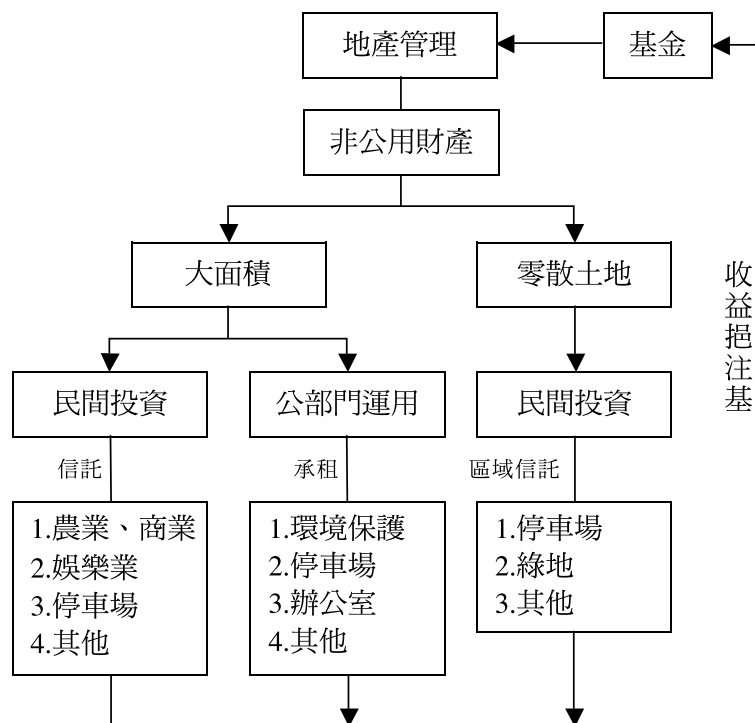 地產管理
基金
非公用財產
大面積
零散土地
收益挹注基
民間投資
公部門運用
民間投資
信託
承租
區域信託
1.農業、商業
2.娛樂業
3.停車場
4.其他
1.環境保護
2.停車場
3.辦公室
4.其他
1.停車場
2.綠地
3.其他